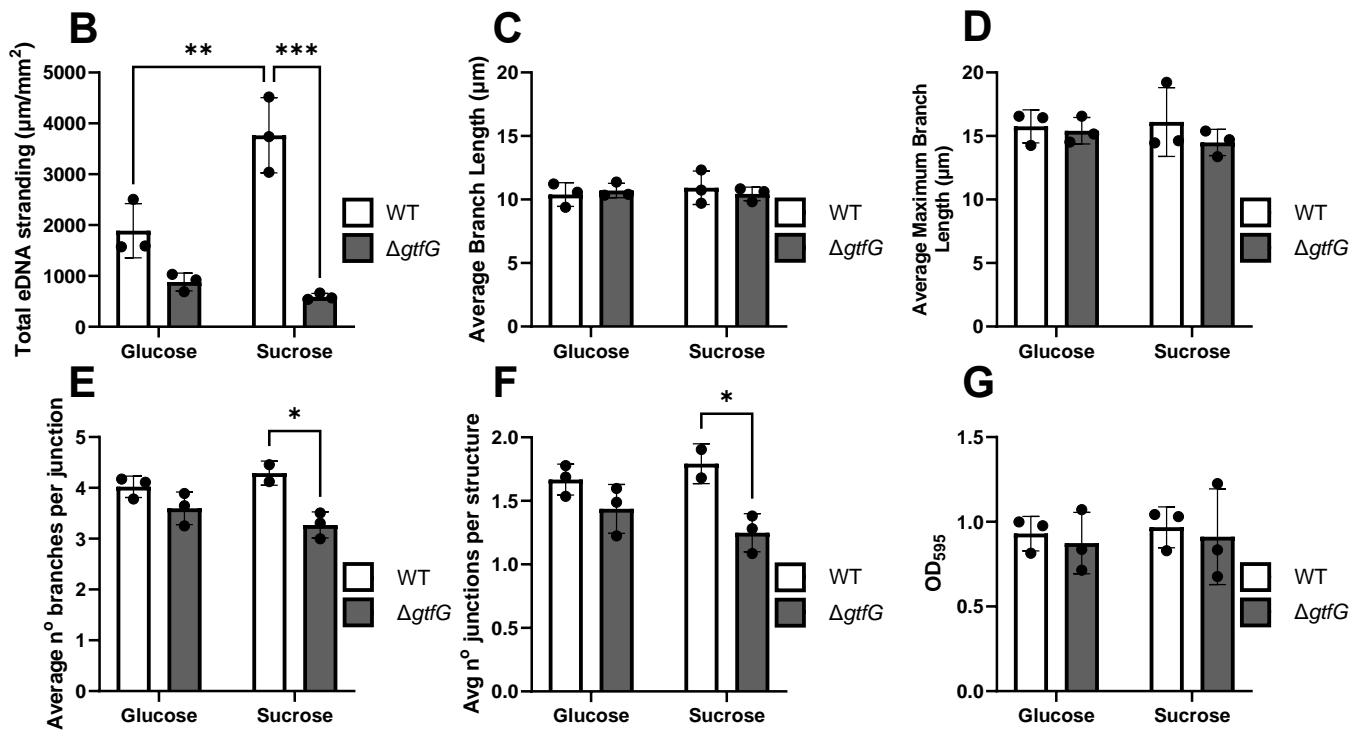 B
Total eDNA stranding (µm/mm²)
** ***
5000
4000
3000
2000
1000
0
Glucose Sucrose
WT
ΔgtfG
C
Average Branch Length (µm)
20
15
10
5
0
Glucose Sucrose
WT
ΔgtfG
D
Average Maximum Branch
Length (µm)
20
15
10
5
0
Glucose Sucrose
WT
ΔgtfG
E
Average nº branches per junction
*
5
4
3
2
1
0
Glucose Sucrose
WT
ΔgtfG
F
Avg nº junctions per structure
*
2.0
1.5
1.0
0.5
0.0
Glucose Sucrose
WT
ΔgtfG
G
OD₅₉₅
1.5
1.0
0.5
0.0
Glucose Sucrose
WT
ΔgtfG